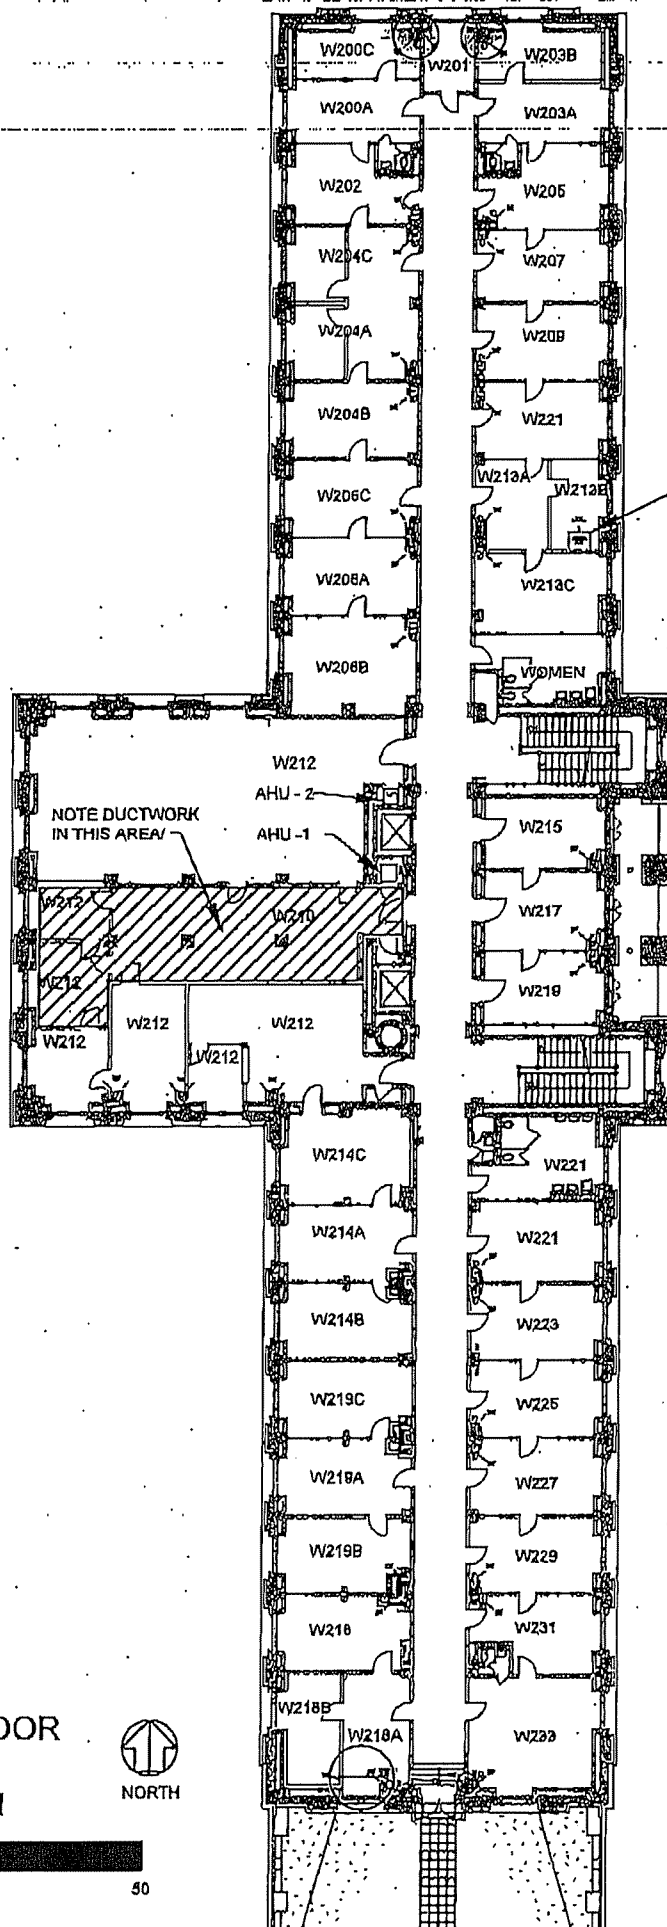 W200C
W201
W203B
W200A
W203A
W202
W205
W204C
W207
W204A
W209
W204B
W221
W213A
W206C
W213B
W206A
W213C
W206B
WOMEN
W212
AHU - 2
NOTE DUCTWORK
IN THIS AREA/
AHU -1
W215
W212
W210
W217
W212
W219
W212
W212
W212
W212
W214C
W221
W214A
W221
W214B
W223
W219C
W225
W219A
W227
W219B
W229
W218
W231
W218B
W218A
W233
OOR
NORTH
50